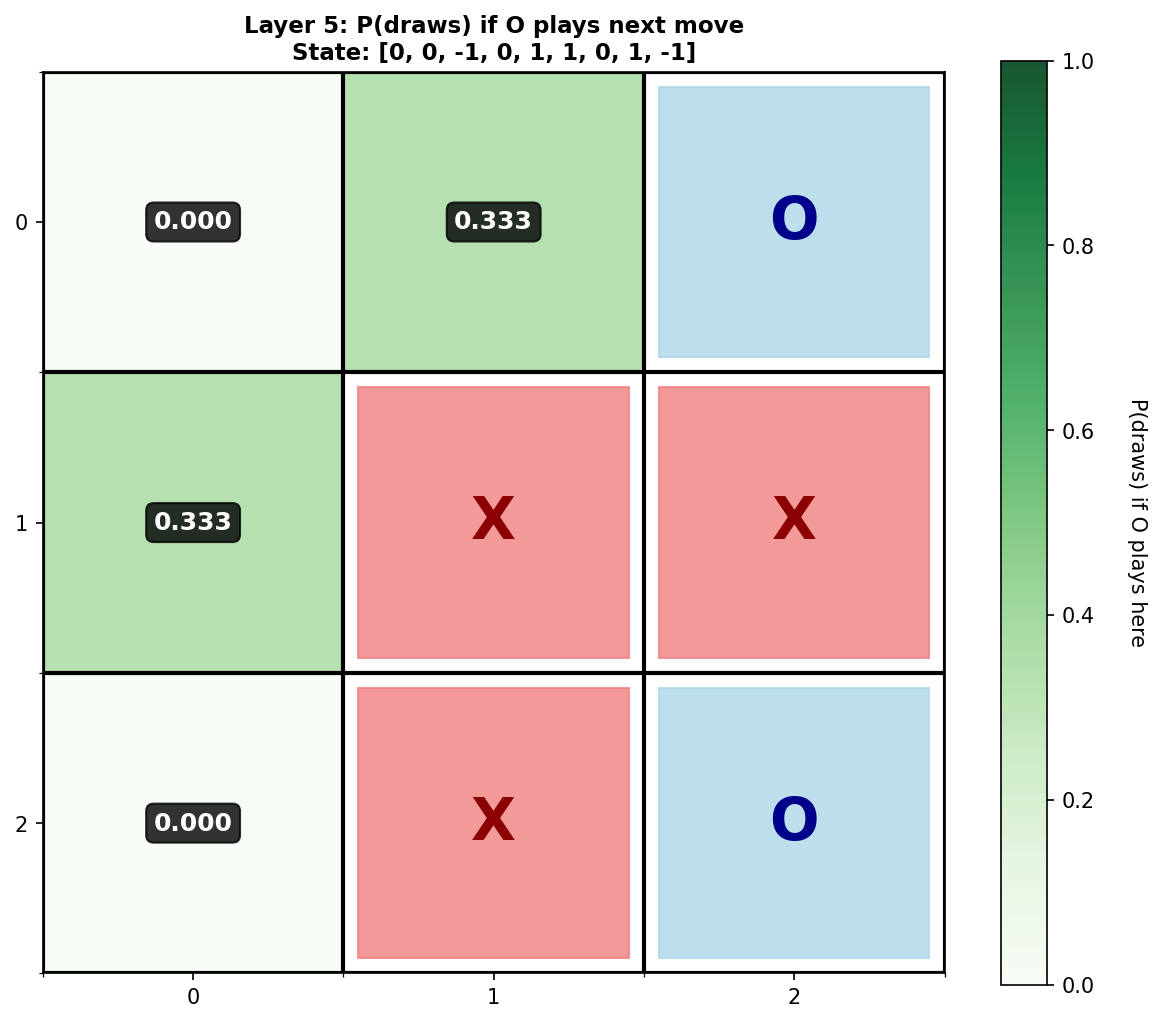 Layer 5: P(draws) if O plays next move
State: [0, 0, -1, 0, 1, 1, 0, 1, -1]
0
0.000
0.333
O
1
0.333
X
X
2
0.000
X
O
0
1
2
1.0
0.8
0.6
0.4
0.2
0.0
P(draws) if O plays here